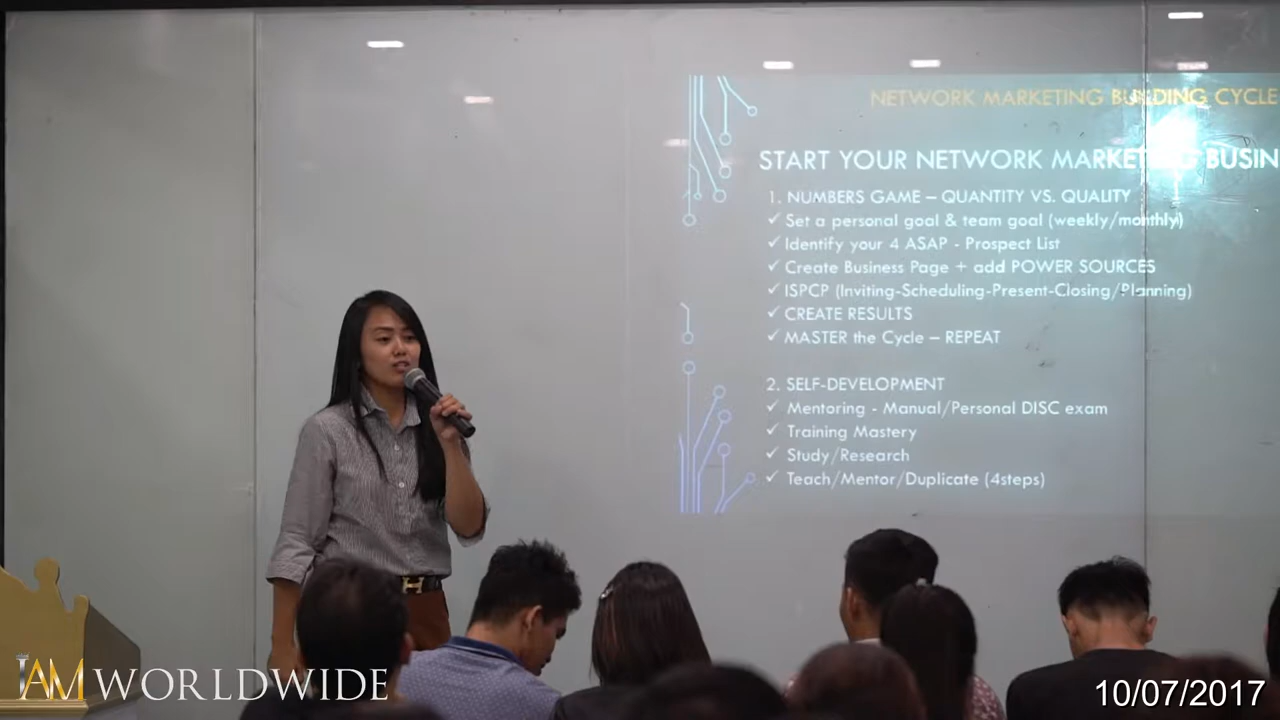 NETWORK MARKETING BUILDING CYCLE
START YOUR NETWORK MARKETING BUSIN
1. NUMBERS GAME – QUANTITY VS. QUALITY
✓ Set a personal goal & team goal (weekly/monthly)
✓ Identify your 4 ASAP - Prospect List
✓ Create Business Page + add POWER SOURCES
✓ ISPCP (Inviting-Scheduling-Present-Closing/Planning)
✓ CREATE RESULTS
✓ MASTER the Cycle – REPEAT
2. SELF-DEVELOPMENT
✓ Mentoring - Manual/Personal DISC exam
✓ Training Mastery
✓ Study/Research
✓ Teach/Mentor/Duplicate (4steps)
IAM WORLDWIDE
10/07/2017